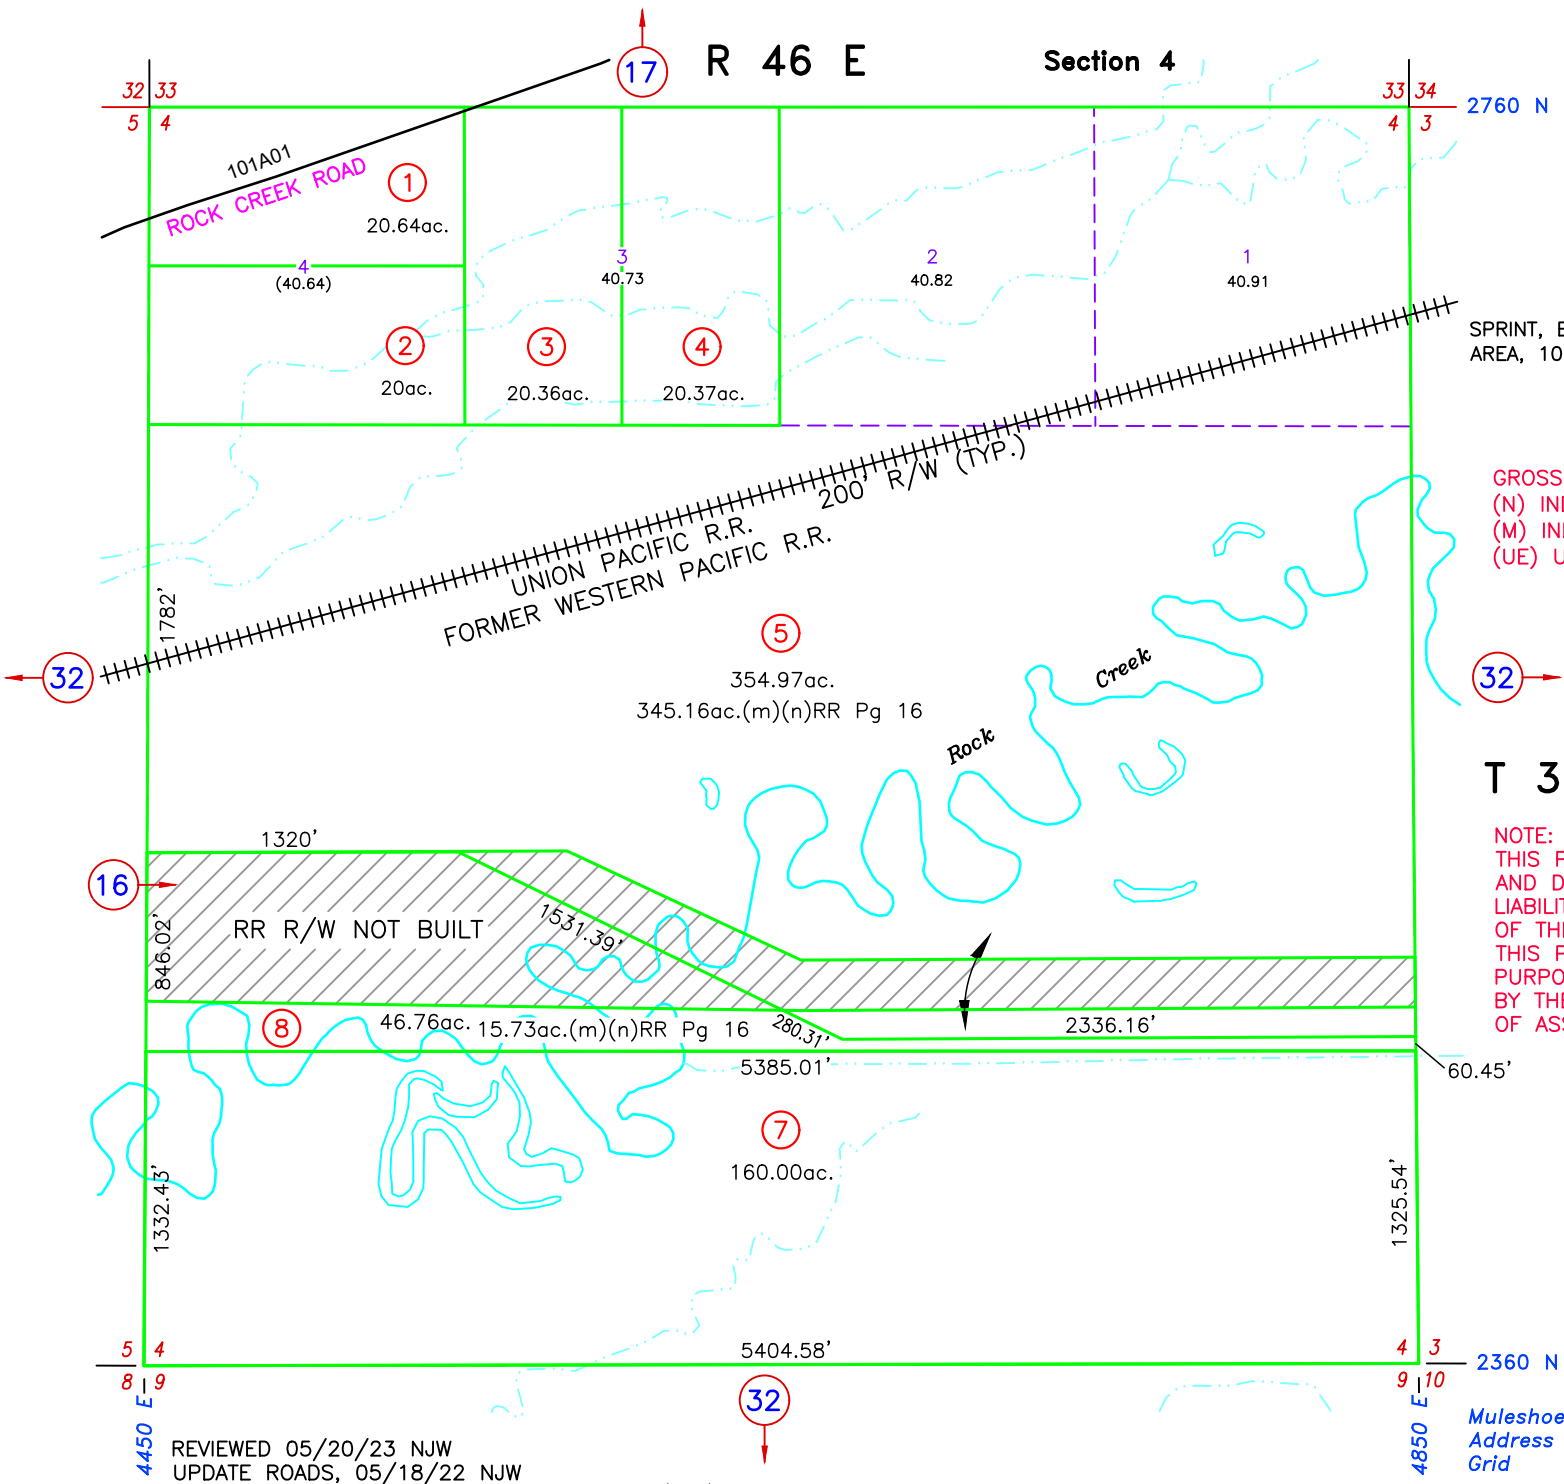 17
R 46 E
Section 4
32 33
5 4
33 34
4 3
2760 N
101A01
ROCK CREEK ROAD
1
20.64ac.
4
(40.64)
3
40.73
2
40.82
1
40.91
2
20ac.
3
20.36ac.
4
20.37ac.
SPRINT,
AREA, 10
200' R/W (TYP.)
UNION PACIFIC R.R.
FORMER WESTERN PACIFIC R.R.
GROSS
(N)
(M)
(UE)
1782'
32
5
354.97ac.
345.16ac.(m)(n)RR Pg 16
Rock
Creek
32
T 3
1320'
16
RR R/W NOT BUILT
846.02'
1531.39'
NOTE:
THIS
AND
OF
THIS
BY
OF
8
46.76ac.
15.73ac.(m)(n)RR Pg 16
280.31'
2336.16'
5385.01'
60.45'
7
160.00ac.
1332.43'
1325.54'
5404.58'
5 4
8 9
4 3
9 10
2360 N
32
4450 E
4850 E
REVIEWED 05/20/23 NJW
UPDATE ROADS, 05/18/22 NJW
Muleshoe
Address
Grid